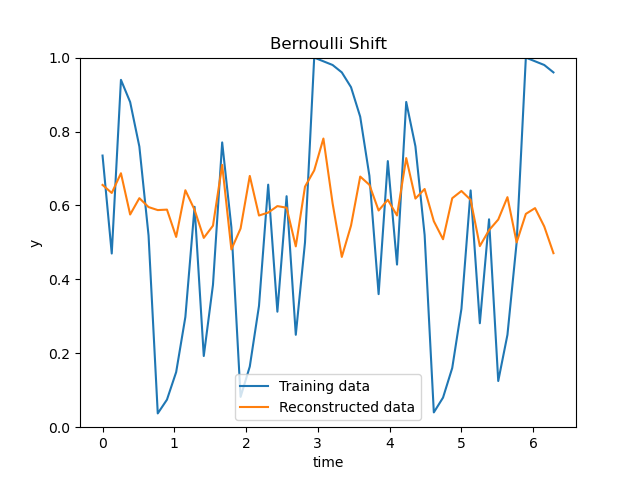 Bernoulli Shift
1.0
0.8
0.6
0.4
0.2
0.0
y
Training data
Reconstructed data
0 1 2 3 4 5 6
time